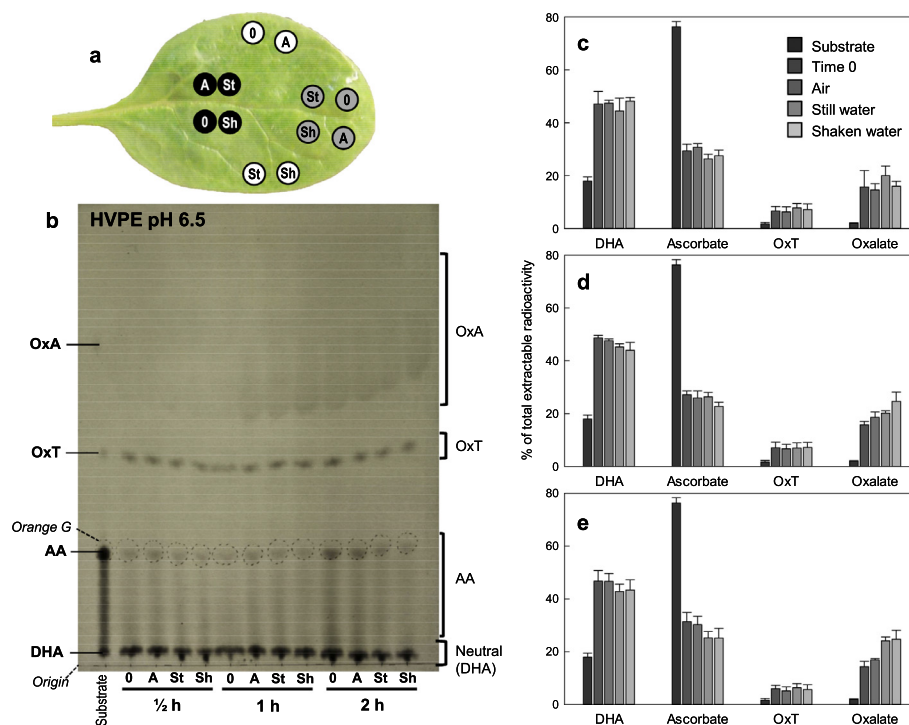 a
0 A
A St
0 Sh
St 0
Sh A
St Sh
b
HVPE pH 6.5
OxA
OxT
Orange G
AA
DHA
Origin
OxA
OxT
AA
Neutral
(DHA)
Substrate
0 A St Sh 0 A St Sh 0 A St Sh
½ h 1 h 2 h
% of total extractable radioactivity
c
80
60
40
20
0
Substrate
Time 0
Air
Still water
Shaken water
DHA Ascorbate OxT Oxalate
d
80
60
40
20
0
DHA Ascorbate OxT Oxalate
e
80
60
40
20
0
DHA Ascorbate OxT Oxalate